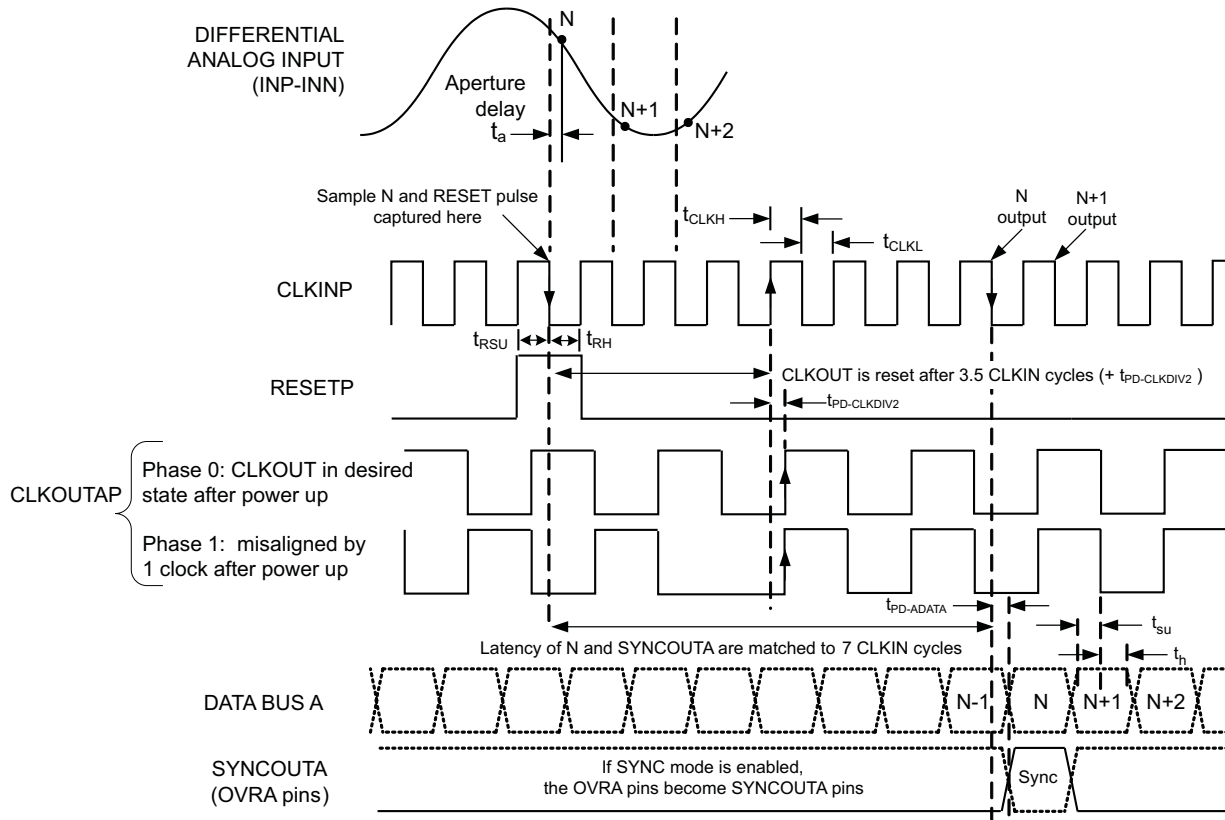 DIFFERENTIAL
ANALOG INPUT
(INP-INN)
N
Aperture
delay
ta
N+1
N+2
Sample N and RESET pulse
captured here
tCLKH
tCLKL
N
output
N+1
output
CLKINP
tRSU
tRH
RESETP
CLKOUT is reset after 3.5 CLKIN cycles (+ tPD-CLKDIV2 )
tPD-CLKDIV2
CLKOUTAP
Phase 0: CLKOUT in desired
state after power up
Phase 1: misaligned by
1 clock after power up
tPD-ADATA
tsu
th
Latency of N and SYNCOUTA are matched to 7 CLKIN cycles
DATA BUS A
N-1
N
N+1
N+2
SYNCOUTA
(OVRA pins)
If SYNC mode is enabled,
the OVRA pins become SYNCOUTA pins
Sync